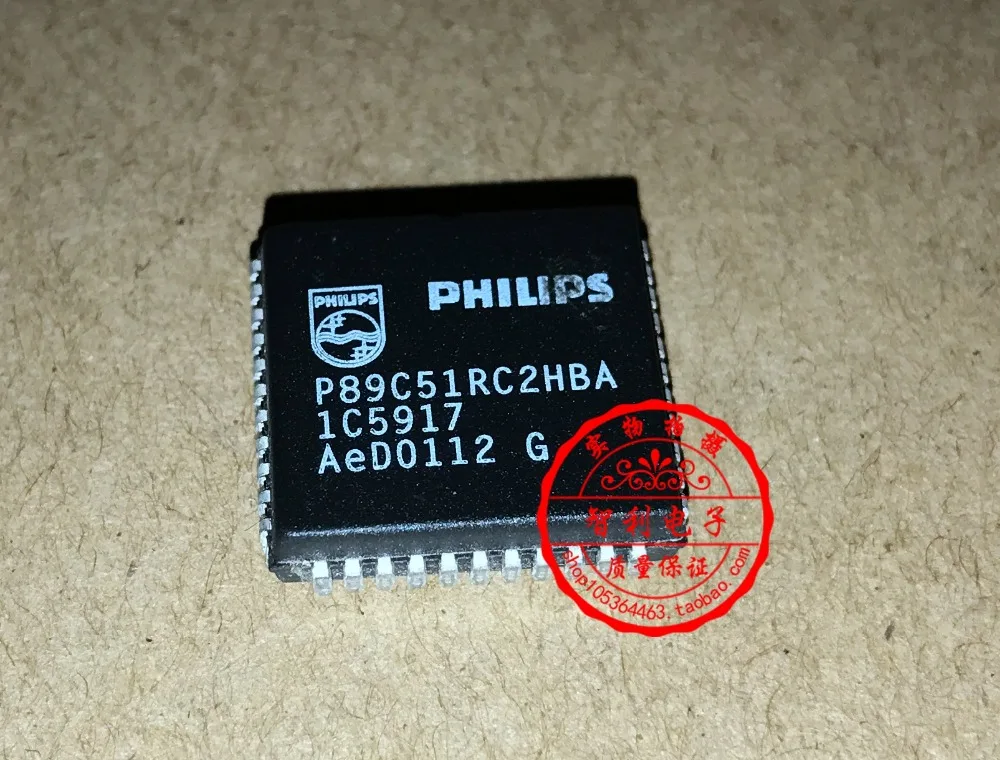 PHILIPS PHILIPS
P89C51RC2HBA
1C5917
AeD0112 G
实物拍摄
智利电子
质量保证
shop105364463.taobao.com